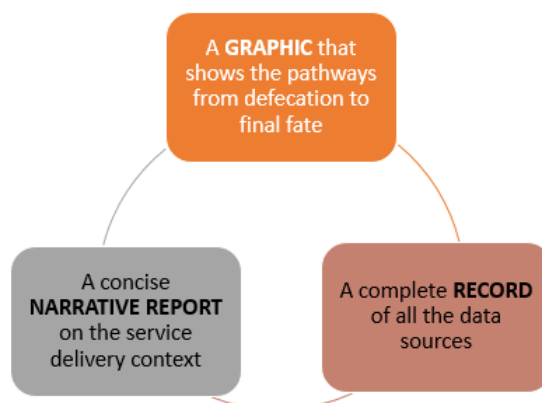 A GRAPHIC that
shows the pathways
from defecation to
final fate
A concise
NARRATIVE REPORT
on the service
delivery context
A complete RECORD
of all the data
sources